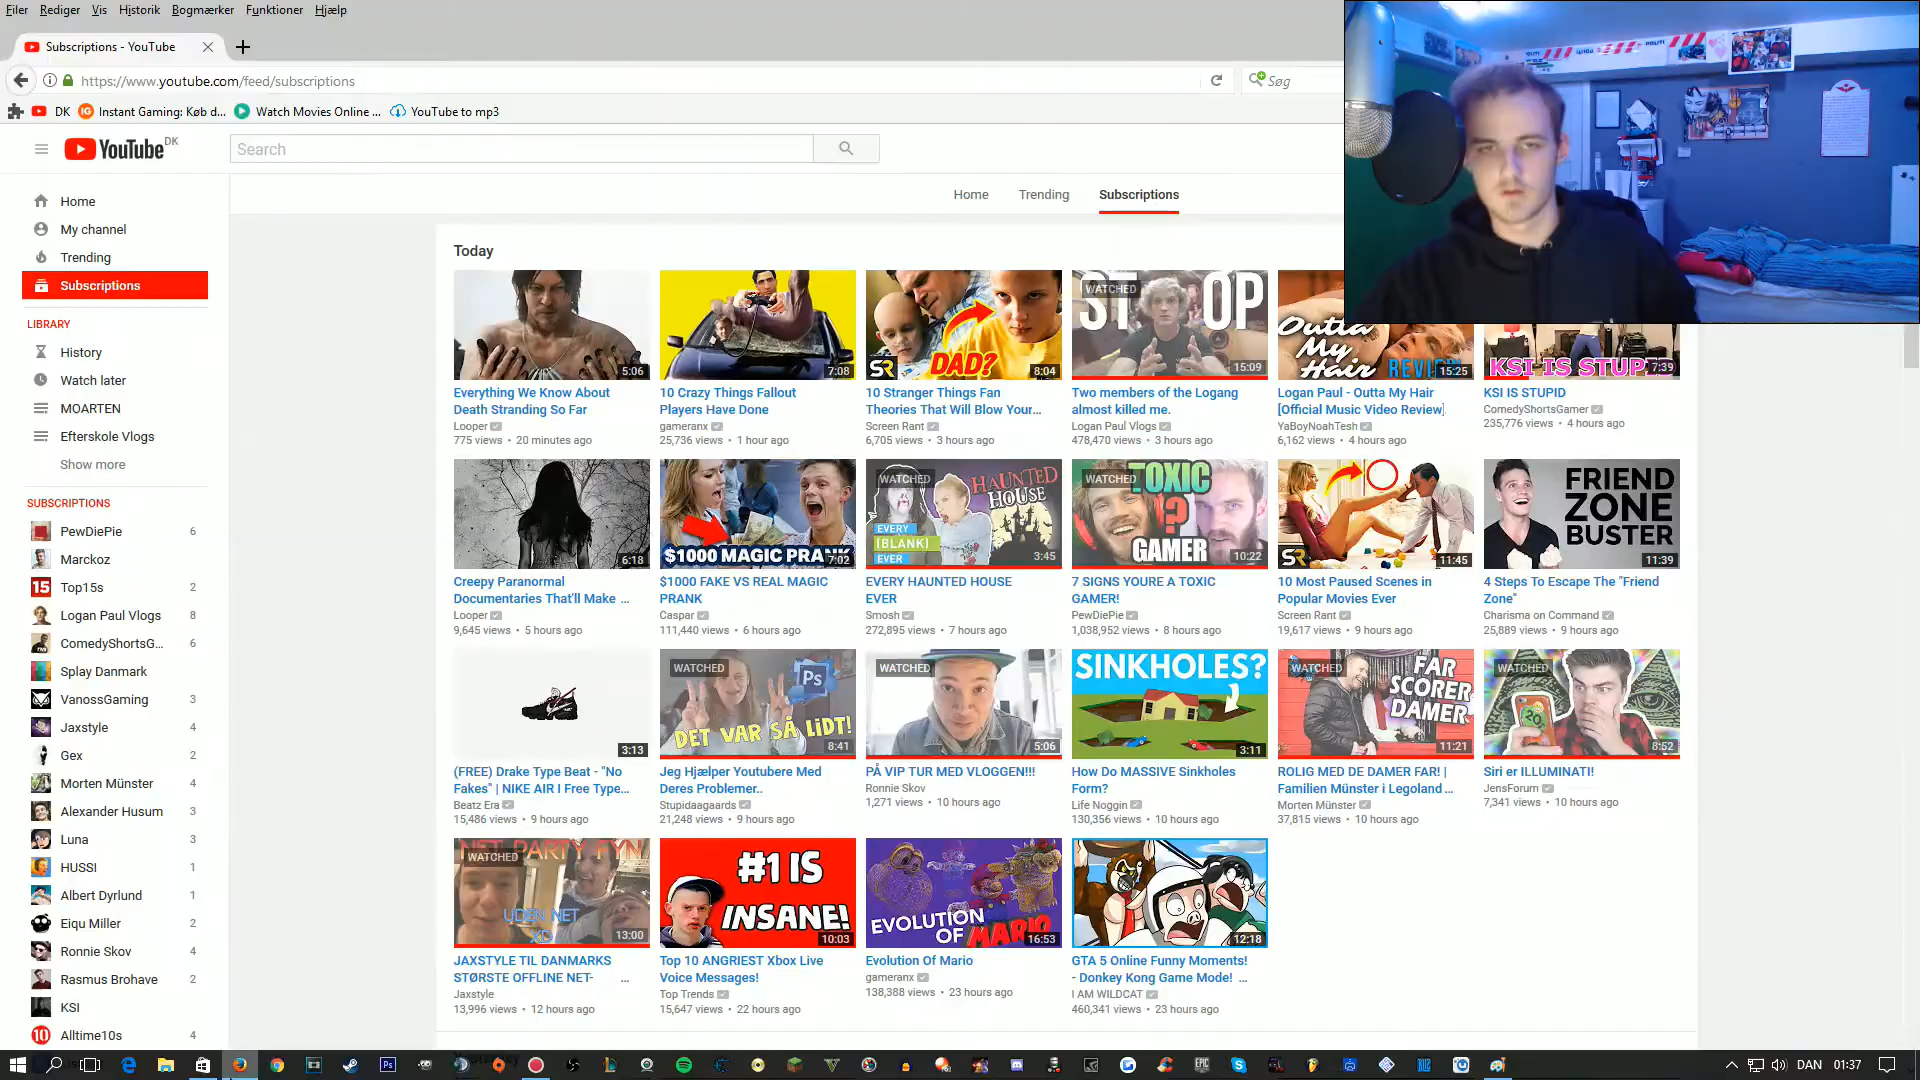 Filer Rediger Vis Historik Bogmærker Funktioner Hjælp
Subscriptions - YouTube
https://www.youtube.com/feed/subscriptions
Søg
DK Instant Gaming: Køb d... Watch Movies Online ... YouTube to mp3
YouTube DK
Search
Home Trending Subscriptions
Home
My channel
Trending
Subscriptions
LIBRARY
History
Watch later
MOARTEN
Efterskole Vlogs
Show more
SUBSCRIPTIONS
PewDiePie 6
Marckoz
Top15s 2
Logan Paul Vlogs 8
ComedyShortsG... 6
Splay Danmark
VanossGaming 3
Jaxstyle 4
Gex 2
Morten Münster 4
Alexander Husum 3
Luna 3
HUSSI 1
Albert Dyrlund 1
Eiqu Miller 2
Ronnie Skov 4
Rasmus Brohave 2
KSI
Alltime10s 4
Today
5:06
Everything We Know About
Death Stranding So Far
Looper
775 views • 20 minutes ago
7:08
10 Crazy Things Fallout
Players Have Done
gameranx
25,736 views • 1 hour ago
DAD?
SR
8:04
10 Stranger Things Fan
Theories That Will Blow Your...
Screen Rant
6,705 views • 3 hours ago
WATCHED
ST OP
15:09
Two members of the Logang
almost killed me.
Logan Paul Vlogs
478,470 views • 3 hours ago
Outta
My
Hair
15:25
Logan Paul - Outta My Hair
[Official Music Video Review]
YaBoyNoahTesh
6,162 views • 4 hours ago
KSI IS STUPID
7:39
KSI IS STUPID
ComedyShortsGamer
235,776 views • 4 hours ago
6:18
Creepy Paranormal
Documentaries That'll Make ...
Looper
9,645 views • 5 hours ago
$1000 MAGIC PRANK
7:02
$1000 FAKE VS REAL MAGIC
PRANK
Caspar
111,440 views • 6 hours ago
WATCHED
HAUNTED
HOUSE
EVERY
[BLANK]
EVER
3:45
EVERY HAUNTED HOUSE
EVER
Smosh
272,895 views • 7 hours ago
WATCHED
TOXIC
?
GAMER
10:22
7 SIGNS YOURE A TOXIC
GAMER!
PewDiePie
1,038,952 views • 8 hours ago
SR
11:45
10 Most Paused Scenes in
Popular Movies Ever
Screen Rant
19,617 views • 9 hours ago
FRIEND
ZONE
BUSTER
11:39
4 Steps To Escape The "Friend
Zone"
Charisma on Command
25,889 views • 9 hours ago
3:13
(FREE) Drake Type Beat - "No
Fakes" | NIKE AIR I Free Type...
Beatz Era
15,486 views • 9 hours ago
WATCHED
Ps
DET VAR SÅ LiDT!
8:41
Jeg Hjælper Youtubere Med
Deres Problemer..
Stupidaagaards
21,248 views • 9 hours ago
WATCHED
5:06
PÅ VIP TUR MED VLOGGEN!!!
Ronnie Skov
1,271 views • 10 hours ago
SINKHOLES?
3:11
How Do MASSIVE Sinkholes
Form?
Life Noggin
130,356 views • 10 hours ago
WATCHED
FAR
SCORER
DAMER
11:21
ROLIG MED DE DAMER FAR! |
Familien Münster i Legoland ...
Morten Münster
37,815 views • 10 hours ago
WATCHED
8:52
Siri er ILLUMINATI!
JensForum
7,341 views • 10 hours ago
WATCHED
NET PARTY FYN
UDEN NET
XD
13:00
JAXSTYLE TIL DANMARKS
STØRSTE OFFLINE NET- ...
Jaxstyle
13,996 views • 12 hours ago
#1 IS
INSANE!
10:03
Top 10 ANGRIEST Xbox Live
Voice Messages!
Top Trends
15,647 views • 22 hours ago
EVOLUTION
OF MARIO
16:53
Evolution Of Mario
gameranx
138,388 views • 23 hours ago
12:18
GTA 5 Online Funny Moments!
- Donkey Kong Game Mode! ...
I AM WILDCAT
460,341 views • 23 hours ago
DAN 01:37